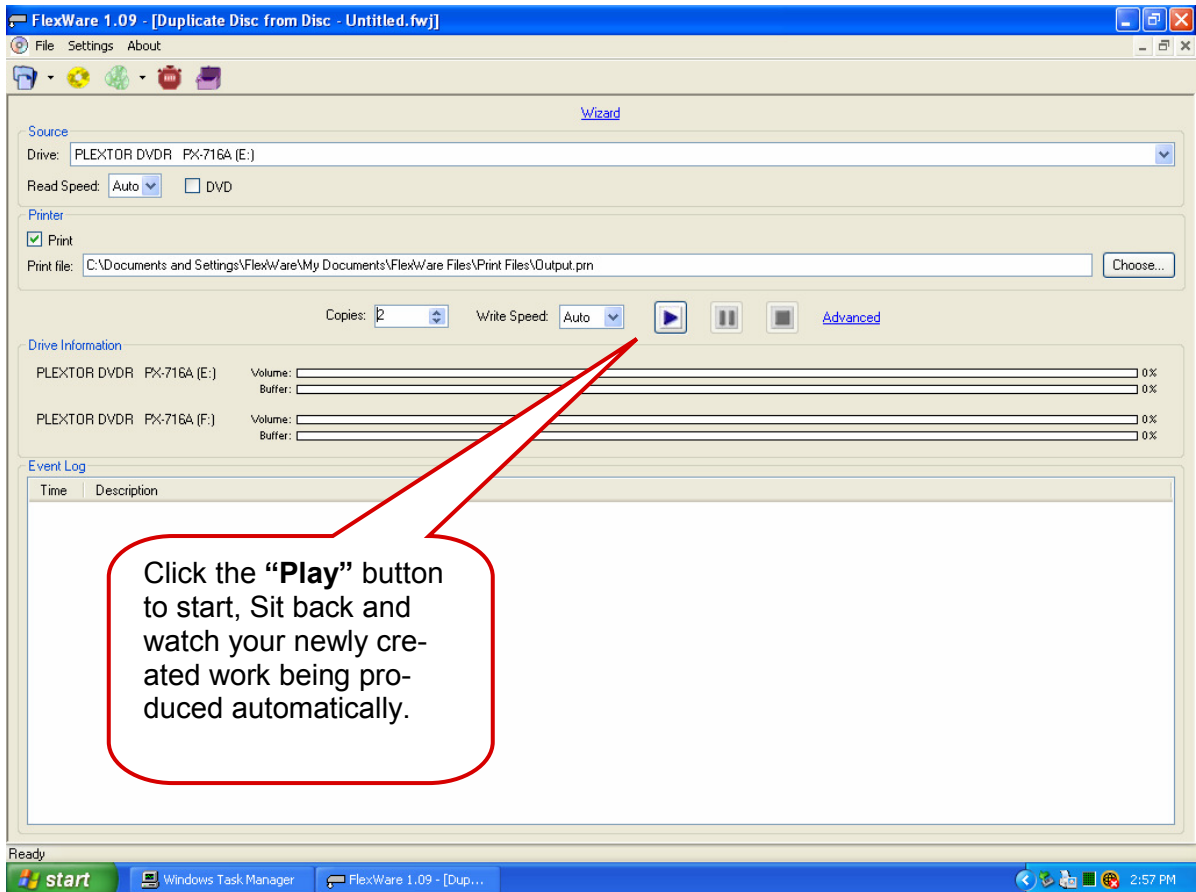 FlexWare 1.09 - [Duplicate Disc from Disc - Untitled.fwj]
File Settings About
Wizard
Source
Drive: PLEXTOR DVDR PX-716A (E:)
Read Speed: Auto DVD
Printer
Print
Print file: C:\Documents and Settings\FlexWare\My Documents\FlexWare Files\Print Files\Output.prn Choose...
Copies: 2 Write Speed: Auto Advanced
Drive Information
PLEXTOR DVDR PX-716A (E:) Volume: 0%
Buffer: 0%
PLEXTOR DVDR PX-716A (F:) Volume: 0%
Buffer: 0%
Event Log
Time Description
Click the “Play” button
to start, Sit back and
watch your newly cre-
ated work being pro-
duced automatically.
Ready
start Windows Task Manager FlexWare 1.09 - [Dup... 2:57 PM